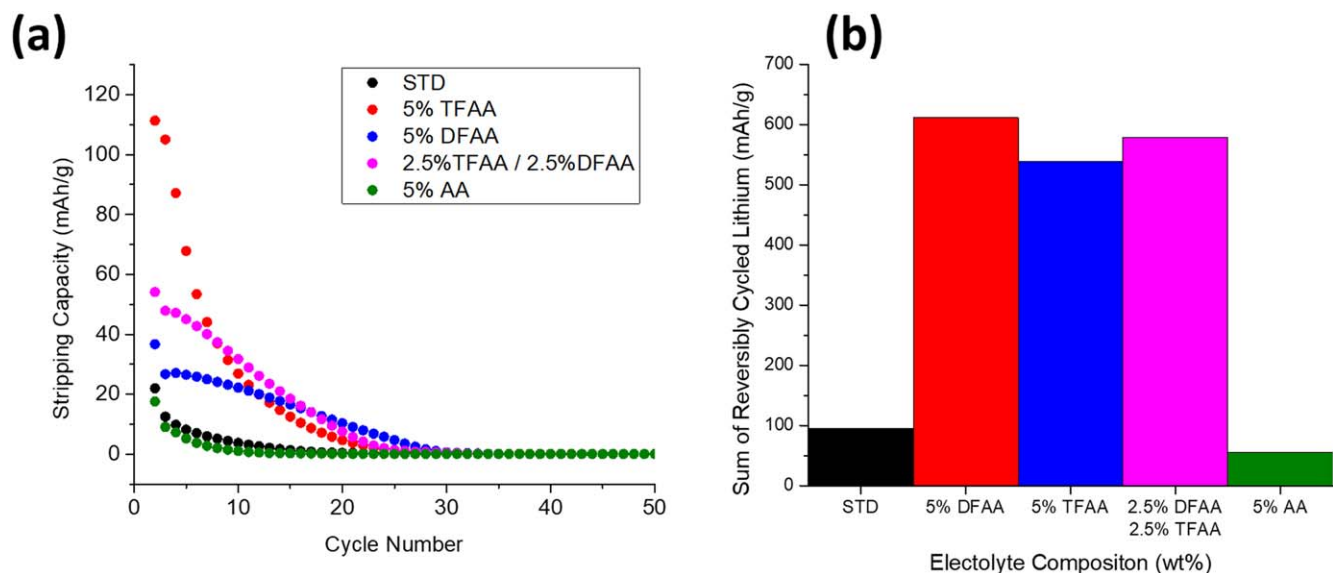 (a)
STD
5% TFAA
5% DFAA
2.5%TFAA / 2.5%DFAA
5% AA
Stripping Capacity (mAh/g)
120
100
80
60
40
20
0
0 10 20 30 40 50
Cycle Number
(b)
Sum of Reversibly Cycled Lithium (mAh/g)
700
600
500
400
300
200
100
0
STD 5% DFAA 5% TFAA 2.5% DFAA 5% AA
2.5% TFAA
Electolyte Compositon (wt%)